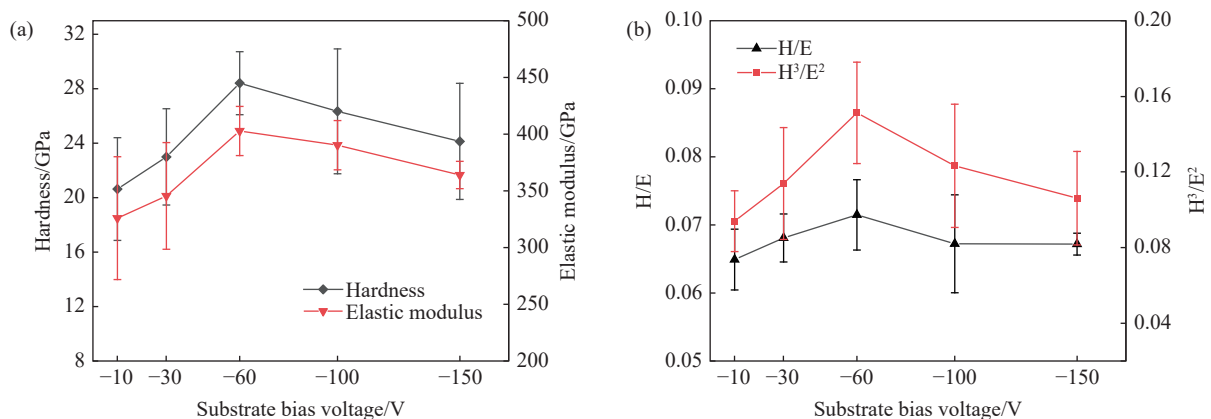 (a)
32
28
24
20
16
12
8
Hardness/GPa
500
450
400
350
300
250
200
Elastic modulus/GPa
Hardness
Elastic modulus
−10
−30
−60
−100
−150
Substrate bias voltage/V
(b)
0.10
0.09
0.08
0.07
0.06
0.05
H/E
0.20
0.16
0.12
0.08
0.04
H³/E²
H/E
H³/E²
−10
−30
−60
−100
−150
Substrate bias voltage/V